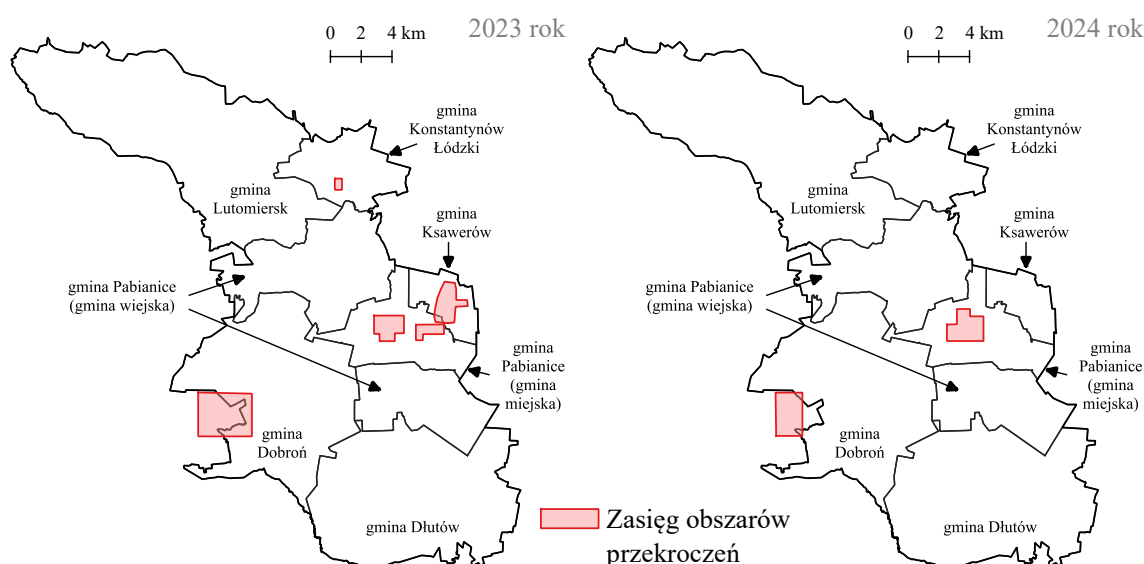 2023 rok
0 2 4 km
gmina
Konstantynów
Łódzki
gmina
Lutomiersk
gmina
Ksawerów
gmina Pabianice
(gmina wiejska)
gmina
Pabianice
(gmina
miejska)
gmina
Dobroń
gmina Dłutów
2024 rok
0 2 4 km
gmina
Konstantynów
Łódzki
gmina
Lutomiersk
gmina
Ksawerów
gmina Pabianice
(gmina wiejska)
gmina
Pabianice
(gmina
miejska)
gmina
Dobroń
gmina Dłutów
Zasięg obszarów
przekroczeń